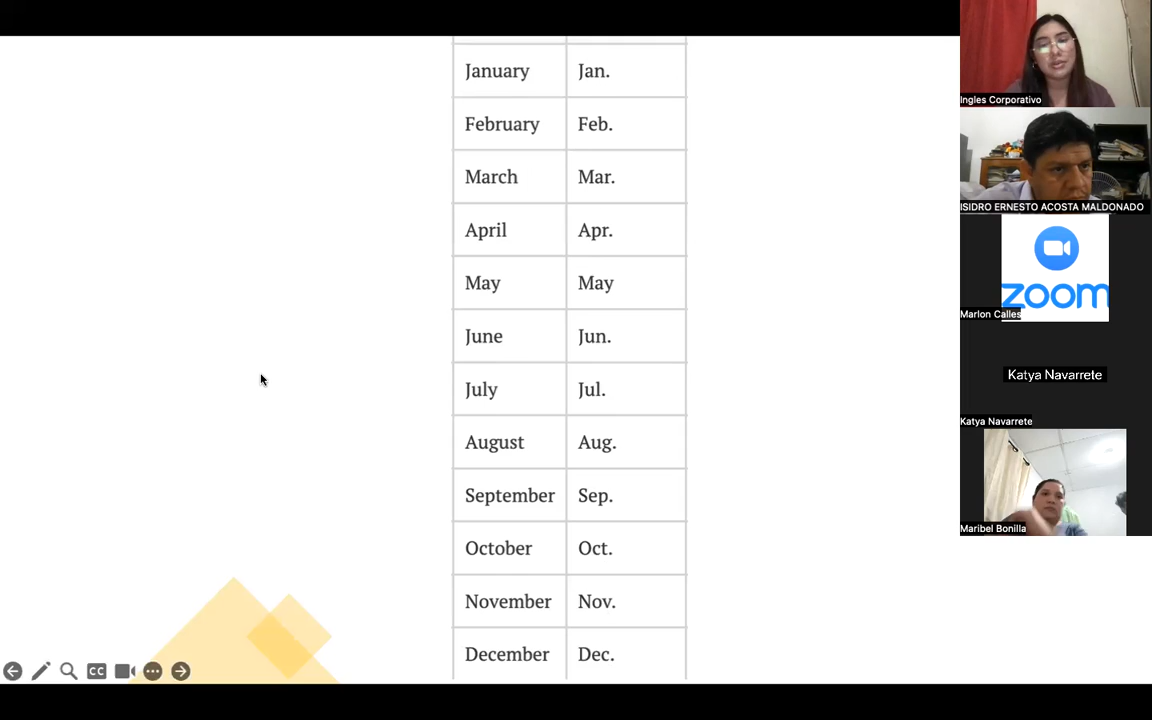 January Jan.
February Feb.
March Mar.
April Apr.
May May
June Jun.
July Jul.
August Aug.
September Sep.
October Oct.
November Nov.
December Dec.
CC
Ingles Corporativo
ISIDRO ERNESTO ACOSTA MALDONADO
zoom
Marlon Calles
Katya Navarrete
Katya Navarrete
Maribel Bonilla